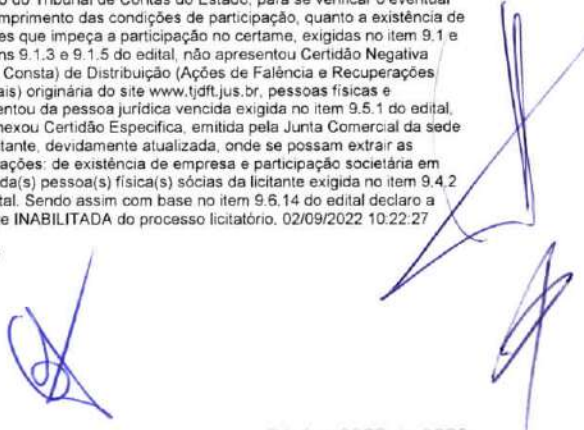 do Tribunal de Contas do Estado, para se verificar o eventual
mprimento das condições de participação, quanto a existência de
es que impeça a participação no certame, exigidas no item 9.1 e
ns 9.1.3 e 9.1.5 do edital, não apresentou Certidão Negativa
Consta) de Distribuição (Ações de Falência e Recuperações
ais) originária do site www.tjdft.jus.br, pessoas físicas e
entou da pessoa jurídica vencida exigida no item 9.5.1 do edital,
nexou Certidão Especifica, emitida pela Junta Comercial da sede
tante, devidamente atualizada, onde se possam extrair as
ações: de existência de empresa e participação societária em
da(s) pessoa(s) física(s) sócias da licitante exigida no item 9.4.2
tal. Sendo assim com base no item 9.6.14 do edital declaro a
e INABILITADA do processo licitatório. 02/09/2022 10:22:27